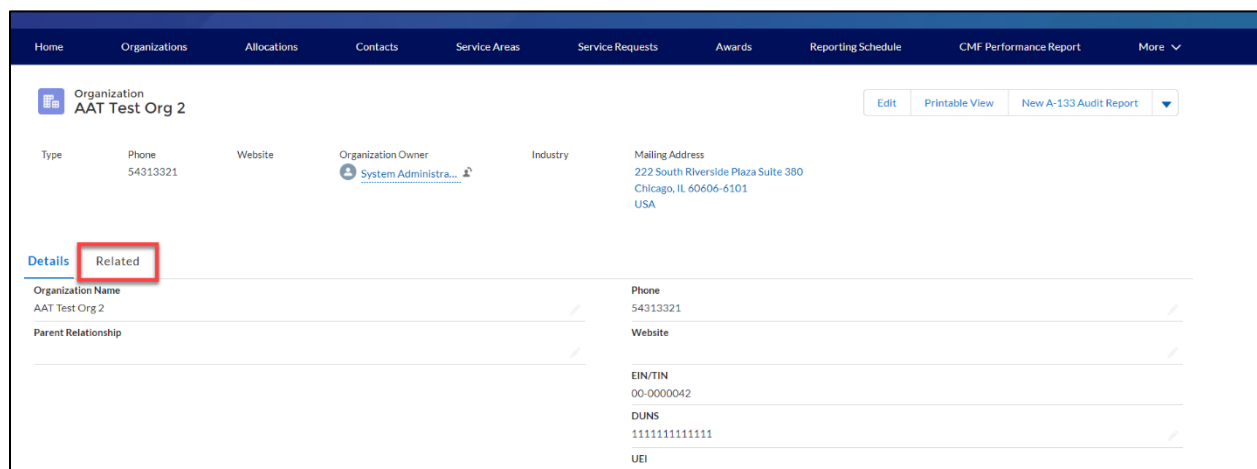 Home Organizations Allocations Contacts Service Areas Service Requests Awards Reporting Schedule CMF Performance Report More
Organization
AAT Test Org 2
Edit Printable View New A-133 Audit Report
Type Phone Website Organization Owner Industry Mailing Address
54313321 System Administra... 222 South RIverside Plaza Suite 380
Chicago, IL 60606-6101
USA
Details Related
Organization Name Phone
AAT Test Org 2 54313321
Parent Relationship Website
EIN/TIN
00-0000042
DUNS
1111111111111
UEI